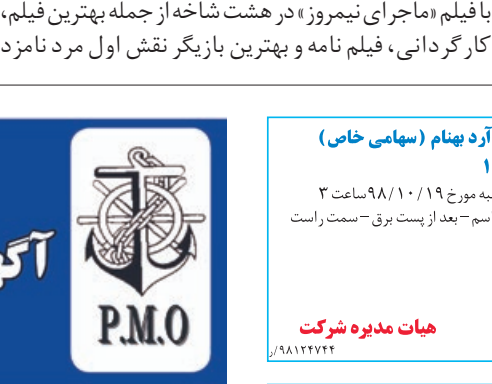 با فیلم «ماجرای نیمروز» در هشت شاخه از جمله بهترین فیلم،
کارگردانی، فیلم نامه و بهترین بازیگر نقش اول مرد نامزد
آرد بهنام (سهامی خاص)
۱
به مورخ ۹۸/۱۰/۱۹ ساعت ۳
سم – بعد از پست برق – سمت راست
هیات مدیره شرکت
۹۸۱۲۴۷۴۴/ر
P.M.O